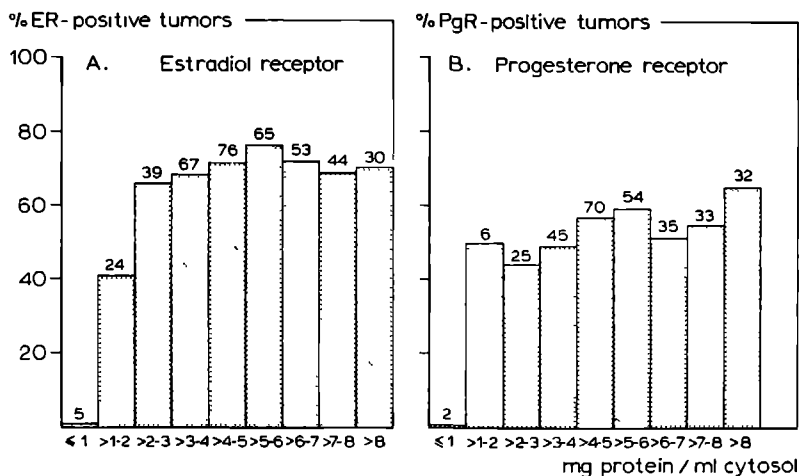 %ER-positive tumors
%PgR-positive tumors
100
A. Estradiol receptor
B. Progesterone receptor
80
60
40
20
5 24 39 67 76 65 53 44 30
2 6 25 45 70 54 35 33 32
≤1 >1-2 >2-3 >3-4 >4-5 >5-6 >6-7 >7-8 >8
≤1 >1-2 >2-3 >3-4 >4-5 >5-6 >6-7 >7-8 >8
mg protein / ml cytosol